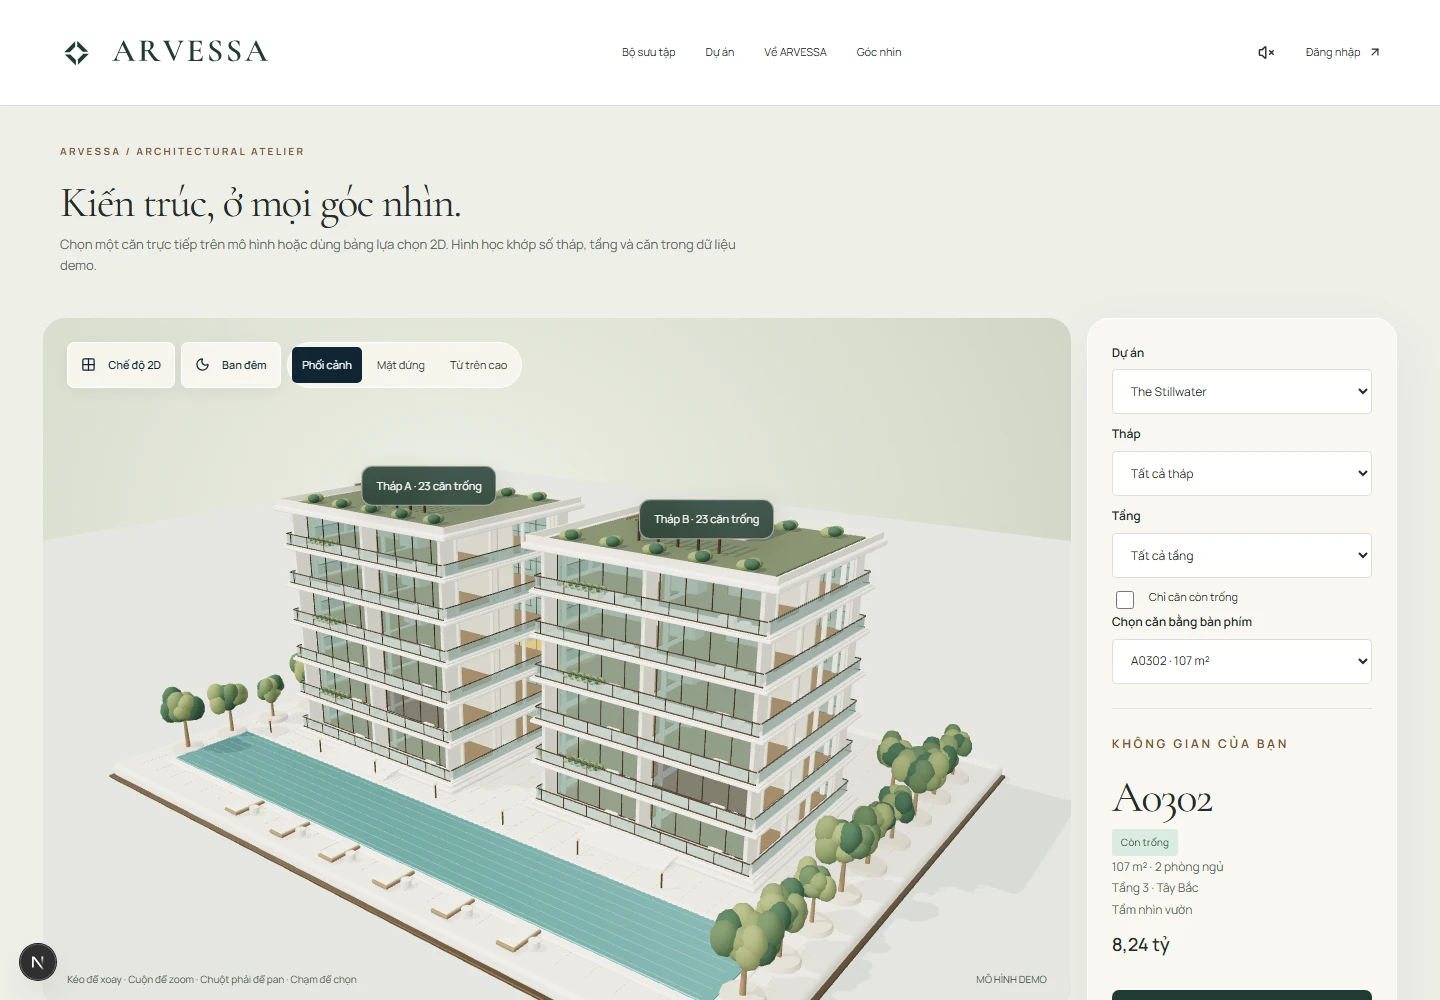 ARVESSA
Bộ sưu tập
Dự án
Về ARVESSA
Góc nhìn
Đăng nhập
ARVESSA / ARCHITECTURAL ATELIER
Kiến trúc, ở mọi góc nhìn.
Chọn một căn trực tiếp trên mô hình hoặc dùng bảng lựa chọn 2D. Hình học khớp số tháp, tầng và căn trong dữ liệu
demo.
Chế độ 2D
Ban đêm
Phối cảnh
Mặt đứng
Từ trên cao
Tháp A · 23 căn trống
Tháp B · 23 căn trống
Kéo để xoay · Cuộn để zoom · Chuột phải để pan · Chạm để chọn
MÔ HÌNH DEMO
N
Dự án
The Stillwater
Tháp
Tất cả tháp
Tầng
Tất cả tầng
Chỉ căn còn trống
Chọn căn bằng bàn phím
A0302 · 107 m²
KHÔNG GIAN CỦA BẠN
A0302
Còn trống
107 m² · 2 phòng ngủ
Tầng 3 · Tây Bắc
Tầm nhìn vườn
8,24 tỷ